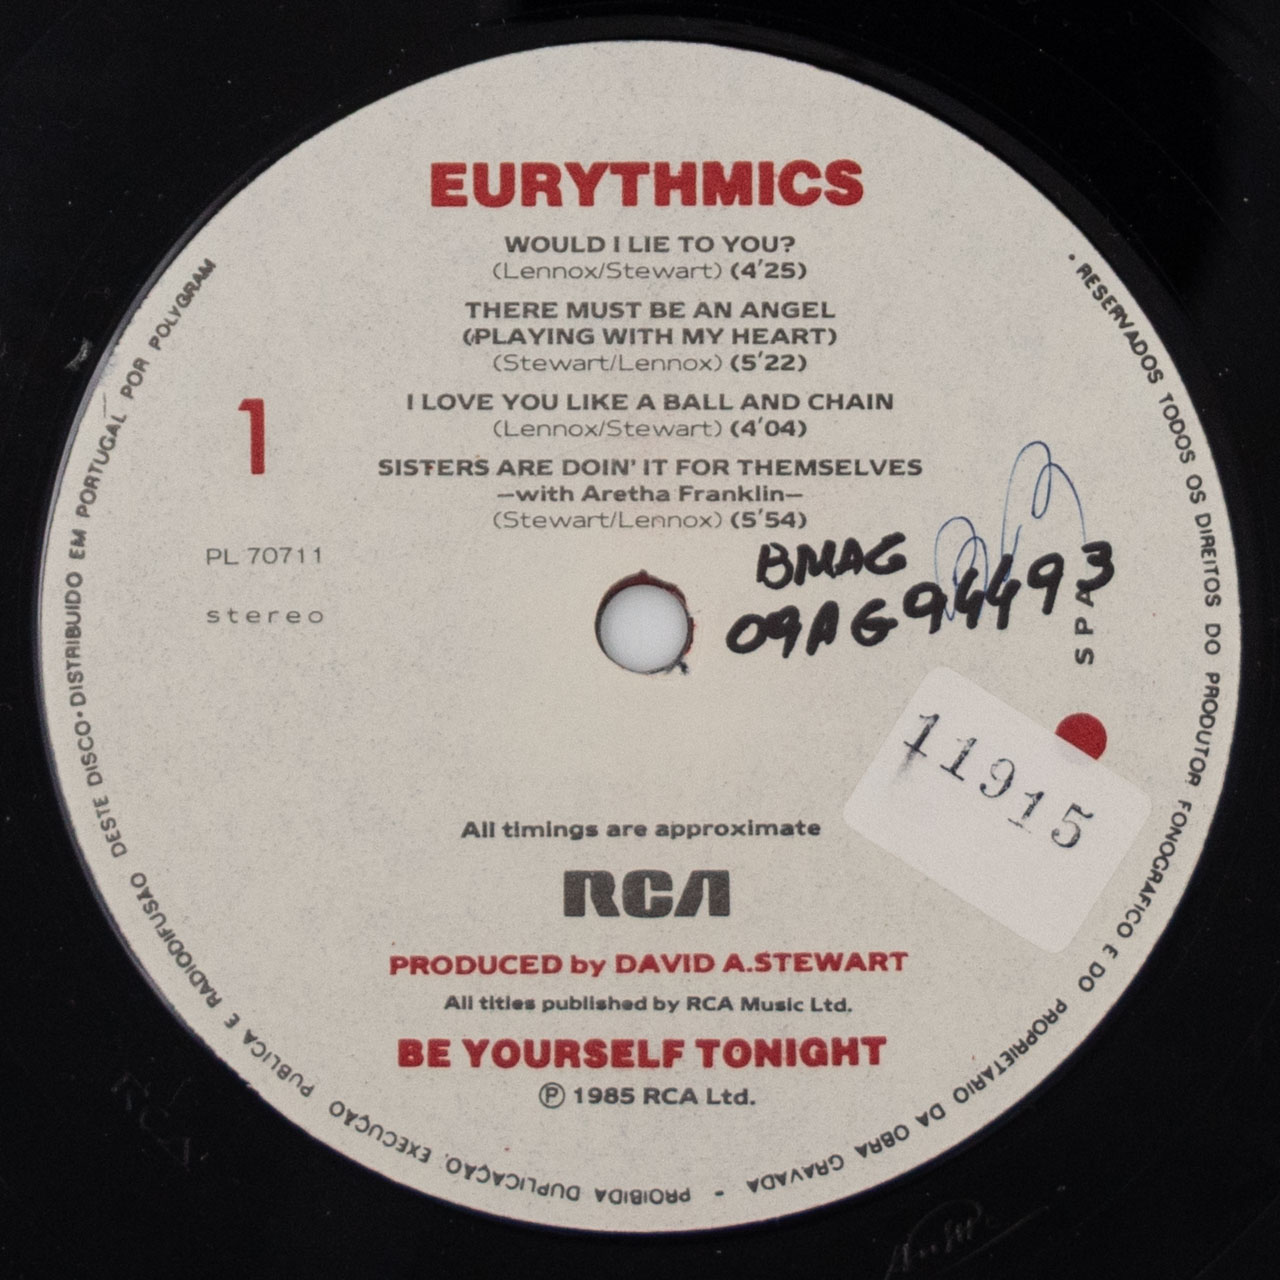 EURYTHMICS
WOULD I LIE TO YOU?
(Lennox/Stewart) (4'25)
THERE MUST BE AN ANGEL
(PLAYING WITH MY HEART)
(Stewart/Lennox) (5'22)
I LOVE YOU LIKE A BALL AND CHAIN
(Lennox/Stewart) (4'04)
SISTERS ARE DOIN' IT FOR THEMSELVES
—with Aretha Franklin—
(Stewart/Lennox) (5'54)
1
PL 70711
stereo
BMAG
09AG94493
SPA
11915
All timings are approximate
RCA
PRODUCED by DAVID A.STEWART
All titles published by RCA Music Ltd.
BE YOURSELF TONIGHT
Ⓟ 1985 RCA Ltd.
• RESERVADOS TODOS OS DIREITOS DO PRODUTOR FONOGRAFICO E DO PROPRIETARIO DA OBRA GRAVADA - PROIBIDA DUPLICAÇAO, EXECUÇAO PUBLICA E RADIODIFUSAO DESTE DISCO • DISTRIBUIDO EM PORTUGAL POR POLYGRAM